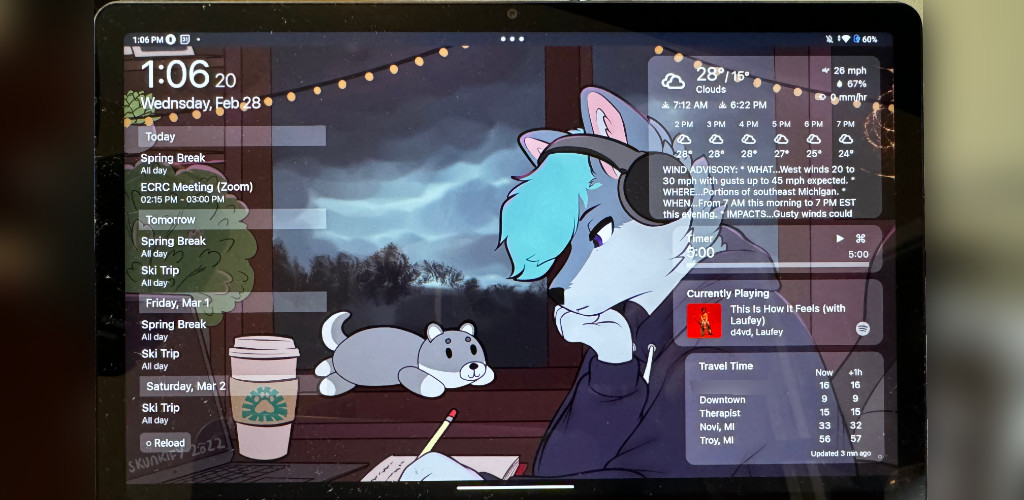 1:06 PM 31
60%
1:06 20
Wednsday, Feb 28
Today
Spring Break
All day
ECRC Meeting (Zoom)
02:15 PM - 03:00 PM
Tomorrow
Spring Break
All day
Ski Trip
All day
Friday, Mar 1
Spring Break
All day
Ski Trip
All day
Saturday, Mar 2
Ski Trip
All day
Reload
SKUNKIFY 2022
28°/ 15°
Clouds
26 mph
67%
0 mm/hr
7:12 AM 6:22 PM
2 PM 3 PM 4 PM 5 PM 6 PM 7 PM
28° 28° 28° 27° 25° 24°
WIND ADVISORY: * WHAT...West winds 20 to
30 mph with gusts up to 45 mph expected. *
WHERE...Portions of southeast Michigan. *
WHEN...From 7 AM this morning to 7 PM EST
this evening. * IMPACTS...Gusty winds could
Timer
5:00 5:00
Currently Playing
This Is How It Feels (with
Laufey)
d4vd, Laufey
Travel Time
Now +1h
16 16
Downtown 9 9
Therapist 15 15
Novi, MI 33 32
Troy, MI 56 57
Updated 3 min ago